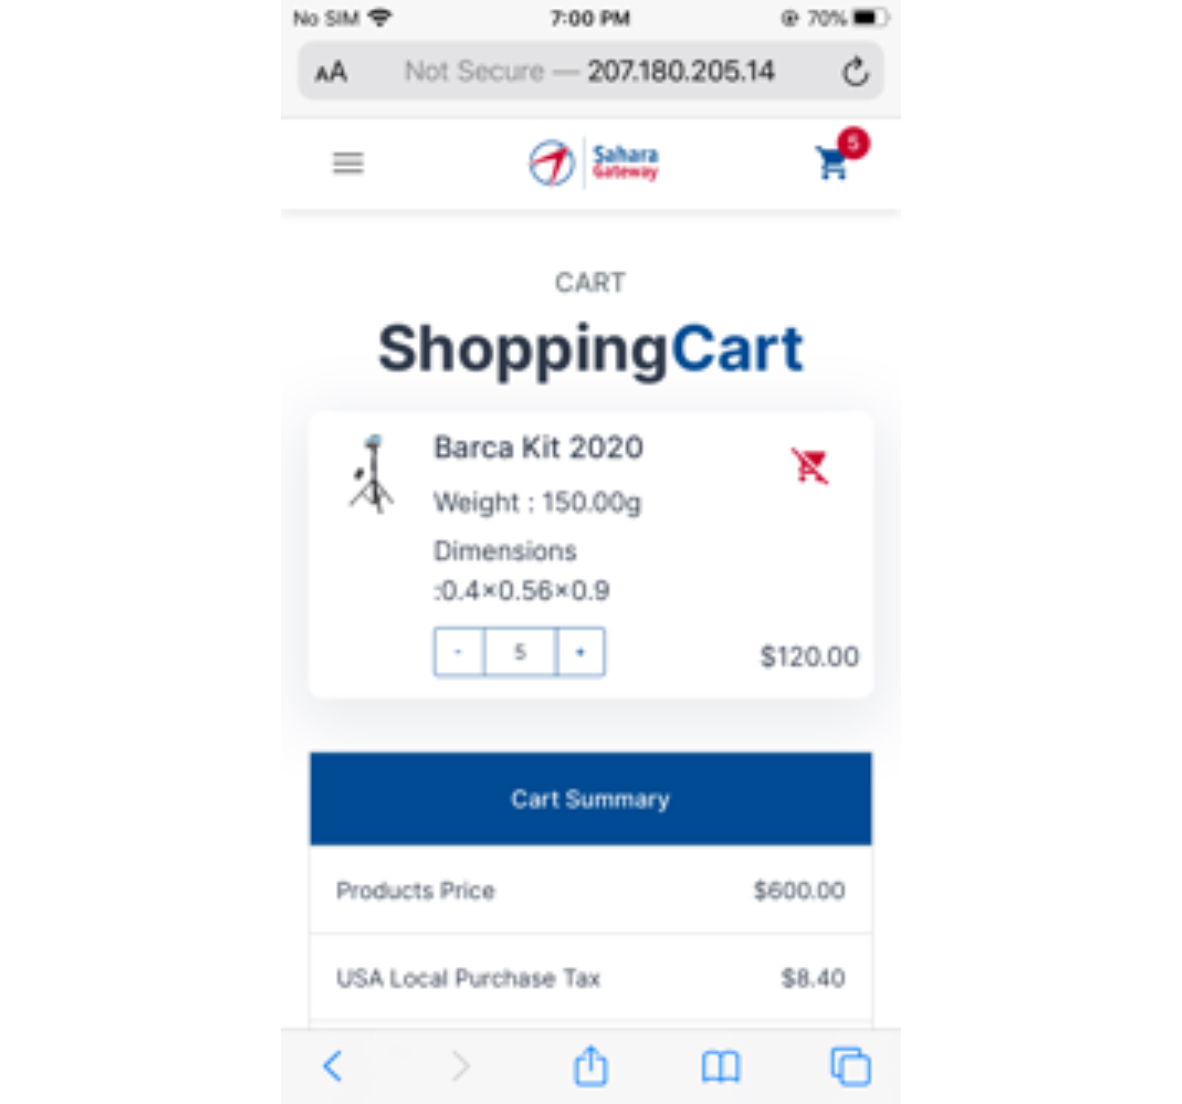 No SIM 7:00 PM 70%
AA Not Secure — 207.180.205.14
Sahara
Gateway
5
CART
ShoppingCart
Barca Kit 2020
Weight : 150.00g
Dimensions
:0.4×0.56×0.9
- 5 +
$120.00
Cart Summary
Products Price $600.00
USA Local Purchase Tax $8.40